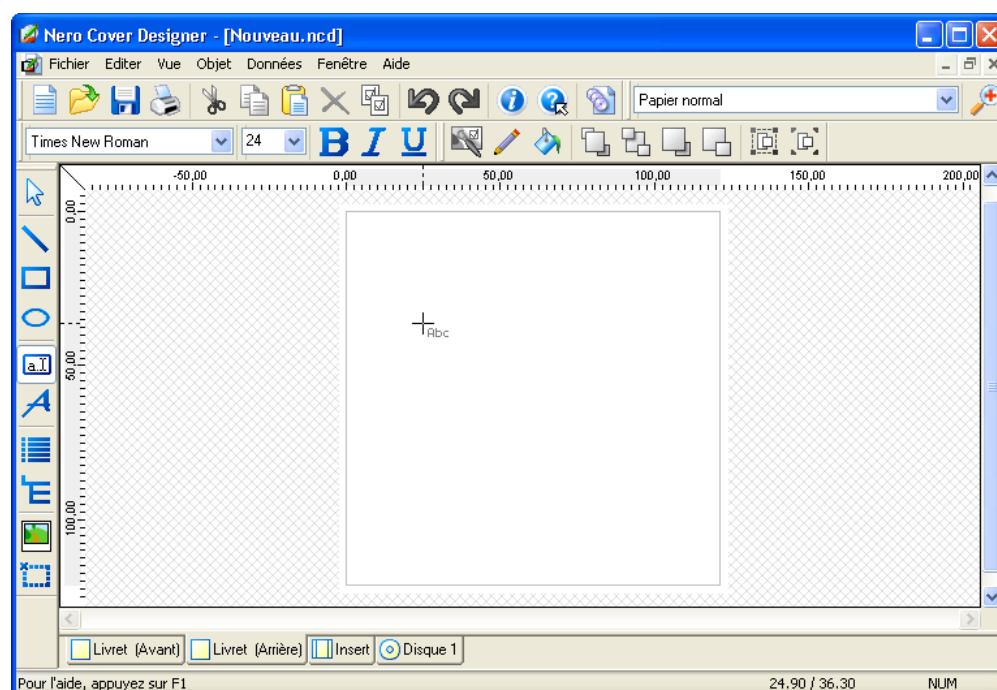 Nero Cover Designer - [Nouveau.ncd]
Fichier Editer Vue Objet Données Fenêtre Aide
Papier normal
Times New Roman 24 B I U
-50,00 0,00 50,00 100,00 150,00 200,00
0,00
Abc
a.I
50,00
A
100,00
Livret (Avant) Livret (Arrière) Insert Disque 1
Pour l'aide, appuyez sur F1 24.90 / 36.30 NUM